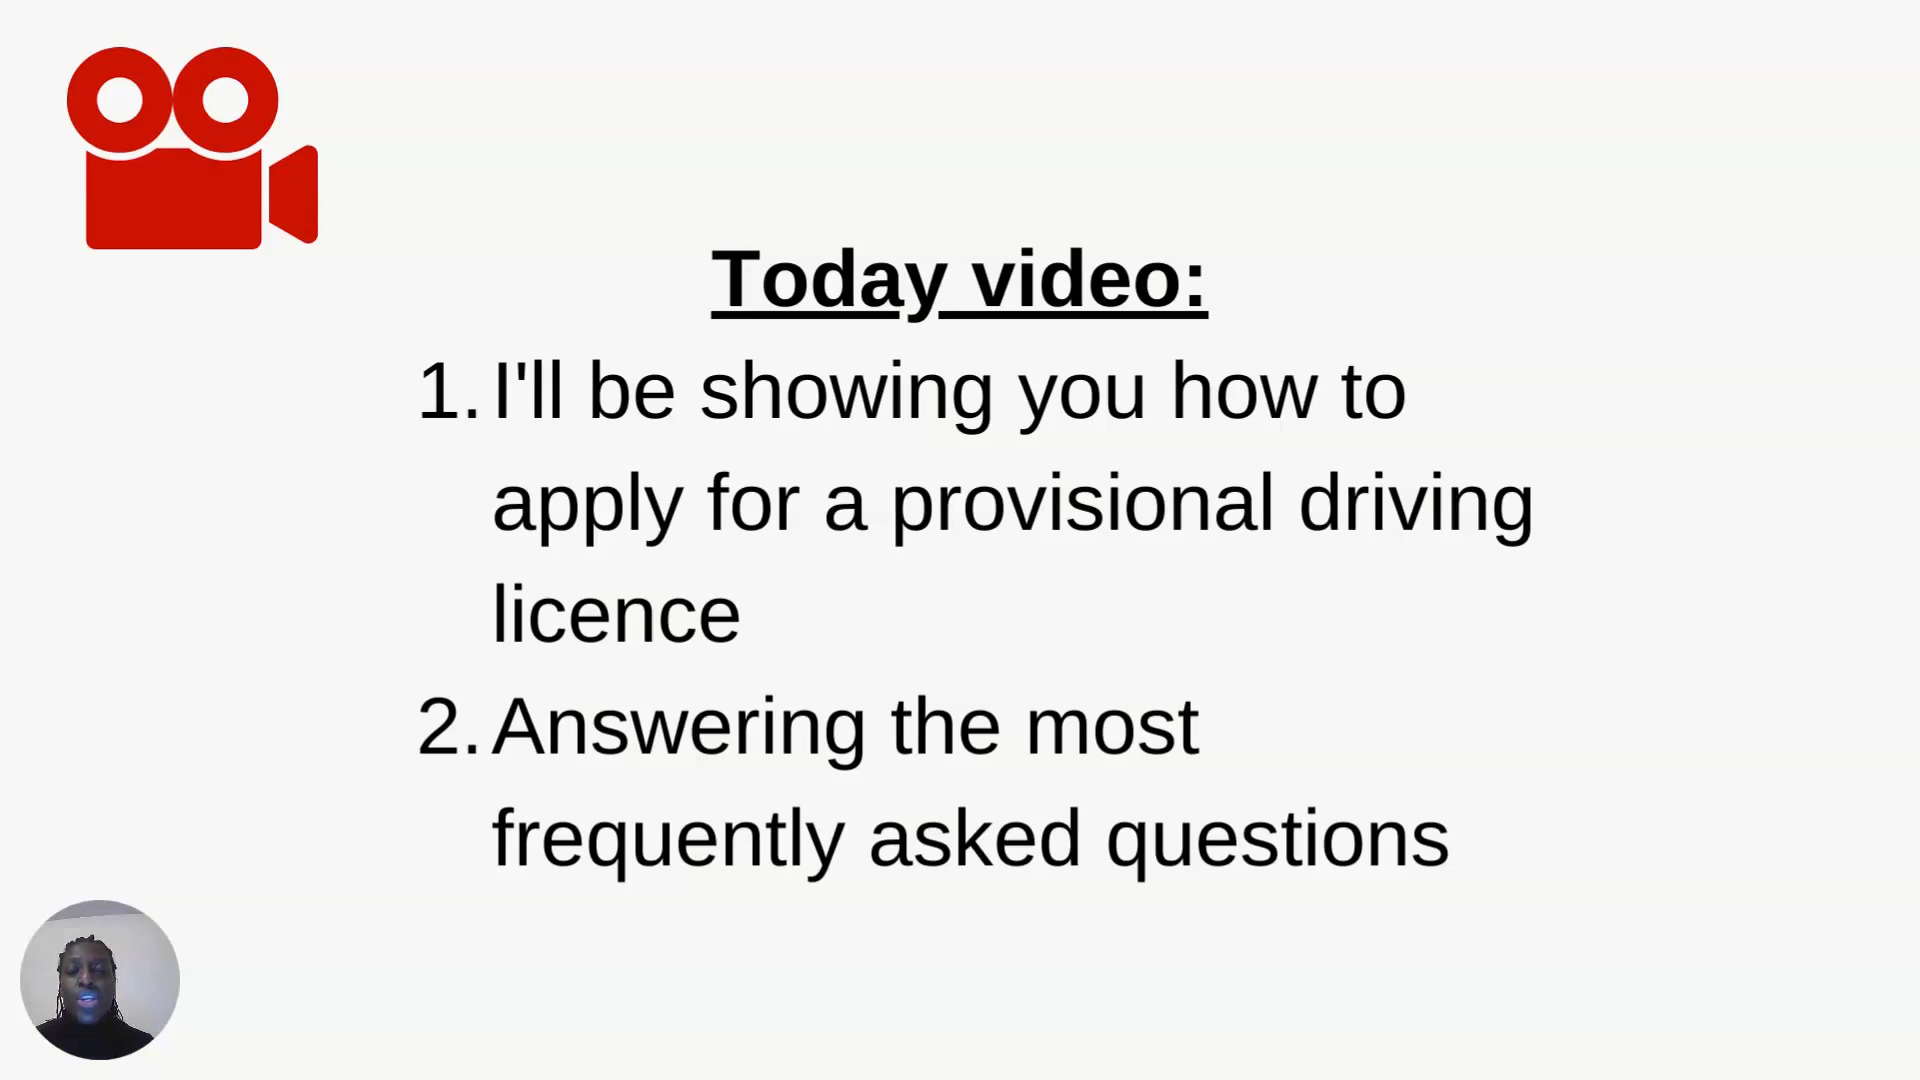 Today video:
1. I'll be showing you how to
apply for a provisional driving
licence
2. Answering the most
frequently asked questions